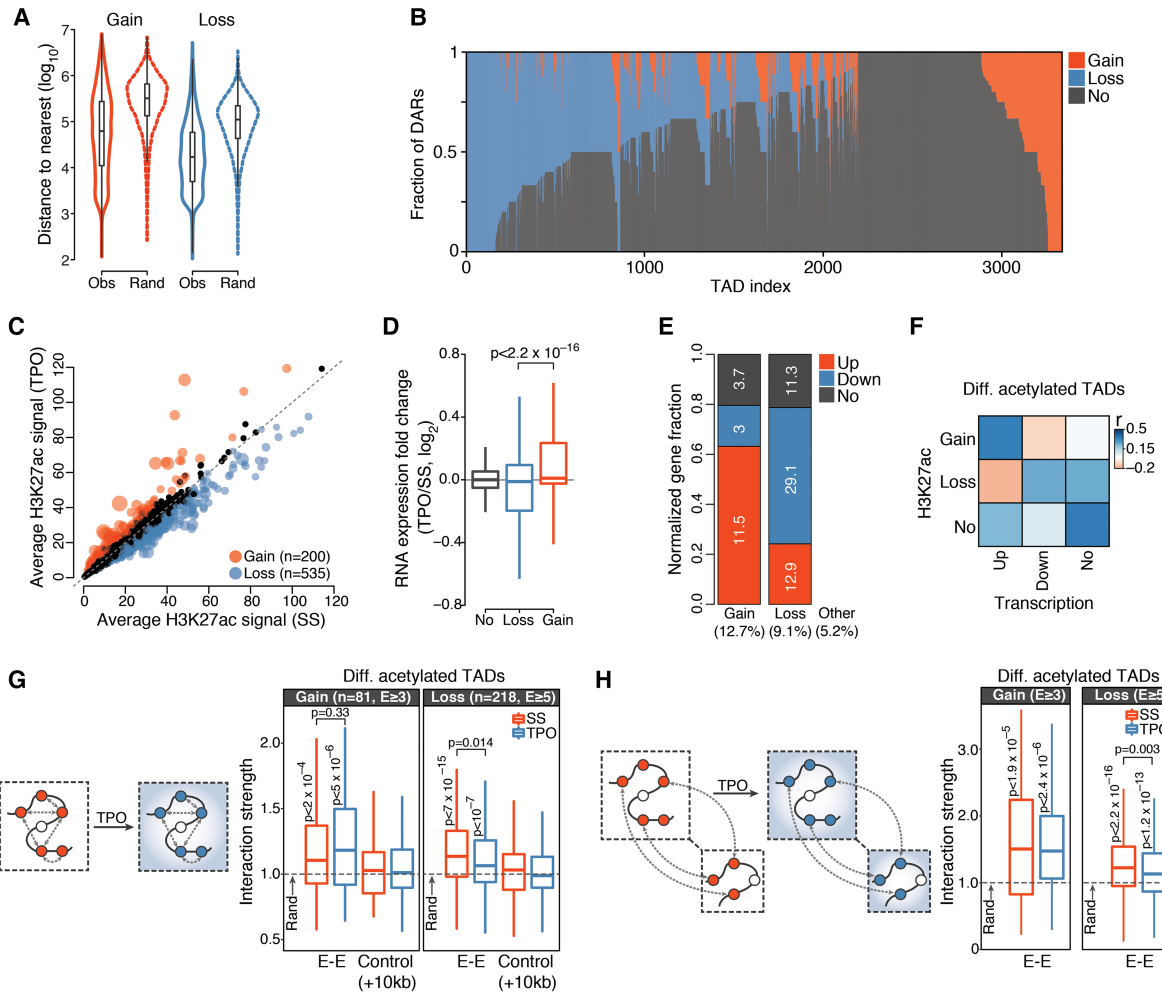 A
Gain
Loss
Distance to nearest (log10)
7
6
5
4
3
2
Obs
Rand
Obs
Rand
B
Fraction of DARs
1
0.5
0
0
1000
2000
3000
TAD index
Gain
Loss
No
C
Average H3K27ac signal (TPO)
120
100
80
60
40
20
0
0
20
40
60
80
100
120
Average H3K27ac signal (SS)
Gain (n=200)
Loss (n=535)
D
RNA expression fold change
(TPO/SS, log2)
p<2.2 x 10−16
0.8
0.4
0.0
−0.4
−0.8
No
Loss
Gain
E
Normalized gene fraction
1.0
0.8
0.6
0.4
0.2
0.0
3.7
3
11.5
11.3
29.1
12.9
Gain
(12.7%)
Loss
(9.1%)
Other
(5.2%)
Up
Down
No
F
Diff. acetylated TADs
H3K27ac
Gain
Loss
No
Up
Down
No
Transcription
r
0.5
0.15
−0.2
G
TPO
Diff. acetylated TADs
Gain (n=81, E≥3)
Loss (n=218, E≥5)
Interaction strength
2.0
1.5
1.0
0.5
p=0.33
p<2 x 10−4
p<5 x 10−6
Rand
p=0.014
p<7 x 10−15
p<10−7
Rand
SS
TPO
E-E
Control
(+10kb)
E-E
Control
(+10kb)
H
TPO
Diff. acetylated TADs
Gain (E≥3)
Loss (E≥5
Interaction strength
3.0
2.0
1.0
0
p<1.9 x 10−5
p<2.4 x 10−6
Rand
SS
TPO
p=0.003
p<2.2 x 10−16
p<1.2 x 10−13
Rand
E-E
E-E